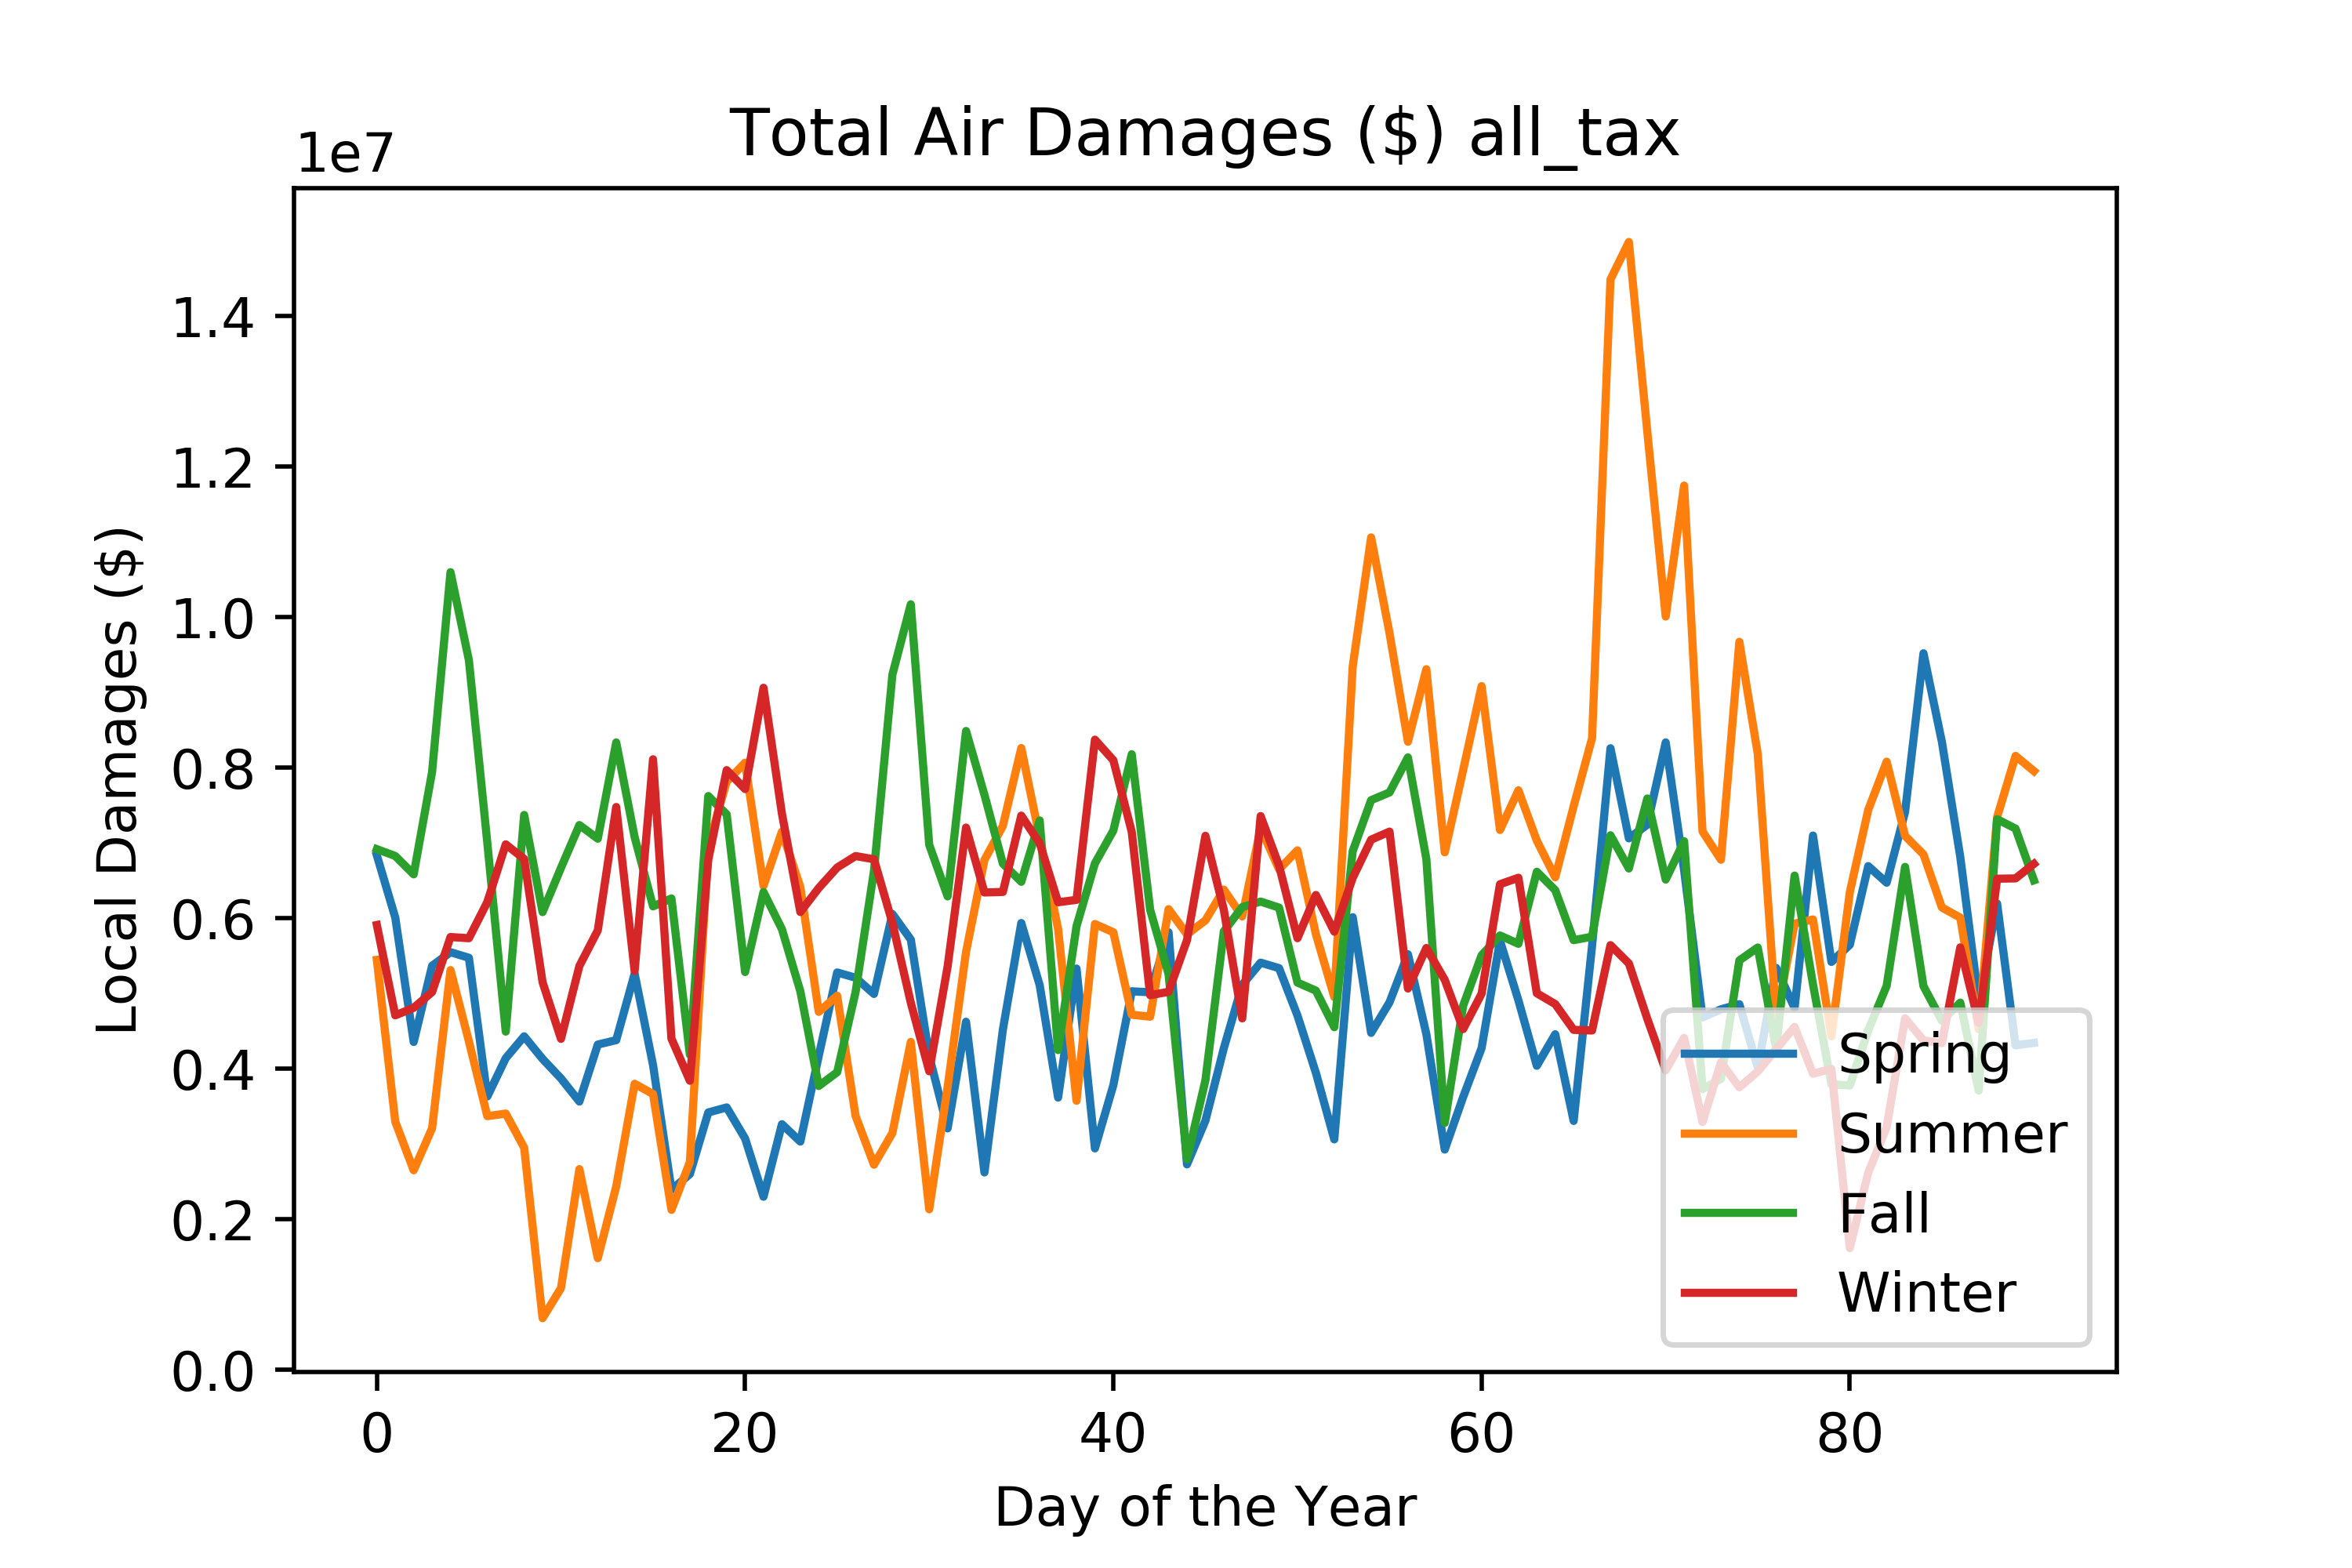 Total Air Damages ($) all_tax
1e7
1.4
1.2
1.0
0.8
0.6
0.4
0.2
0.0
Local Damages ($)
Spring
Summer
Fall
Winter
0 20 40 60 80
Day of the Year